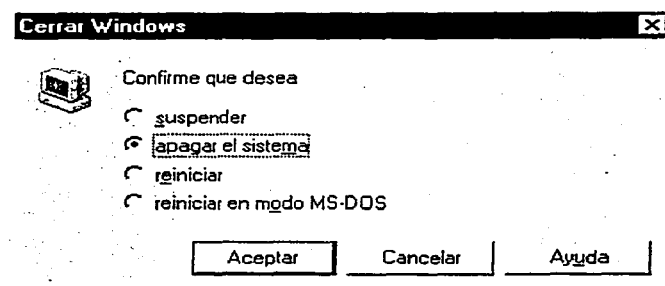 Cerrar Windows
Confirme que desea
suspender
apagar el sistema
reiniciar
reiniciar en modo MS-DOS
Aceptar Cancelar Ayuda